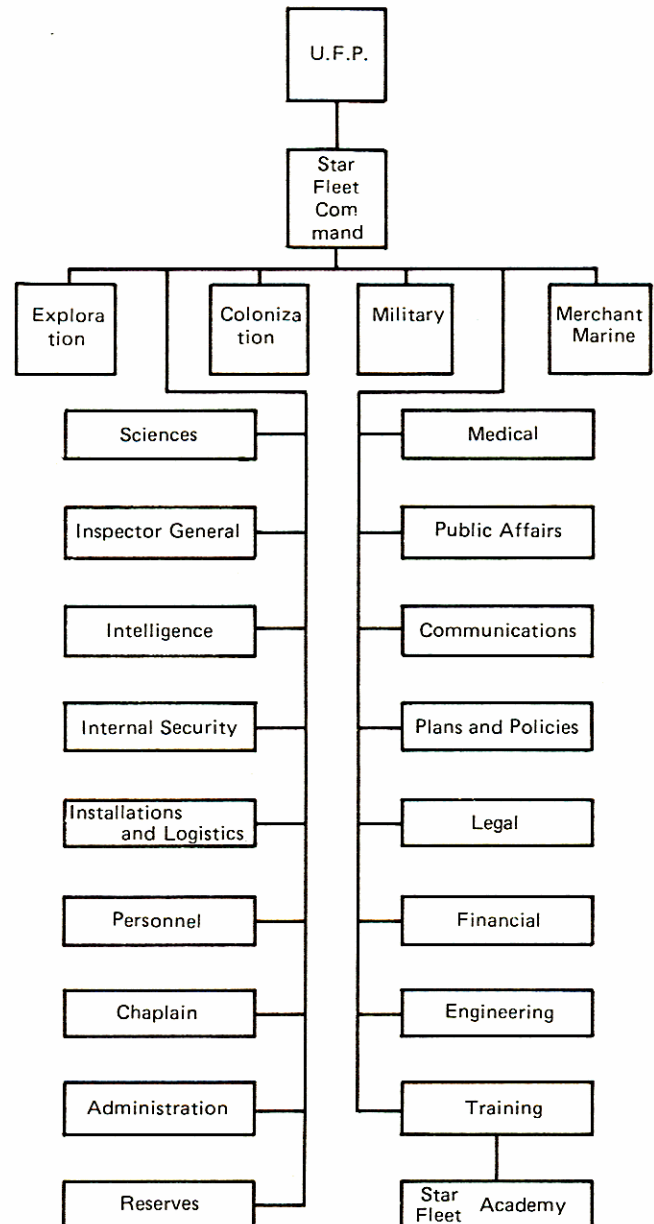 U.F.P.
Star
Fleet
Com
mand
Explora
tion
Coloniza
tion
Military
Merchant
Marine
Sciences
Medical
Inspector General
Public Affairs
Intelligence
Communications
Internal Security
Plans and Policies
Installations
and Logistics
Legal
Personnel
Financial
Chaplain
Engineering
Administration
Training
Reserves
Star
Fleet
Academy